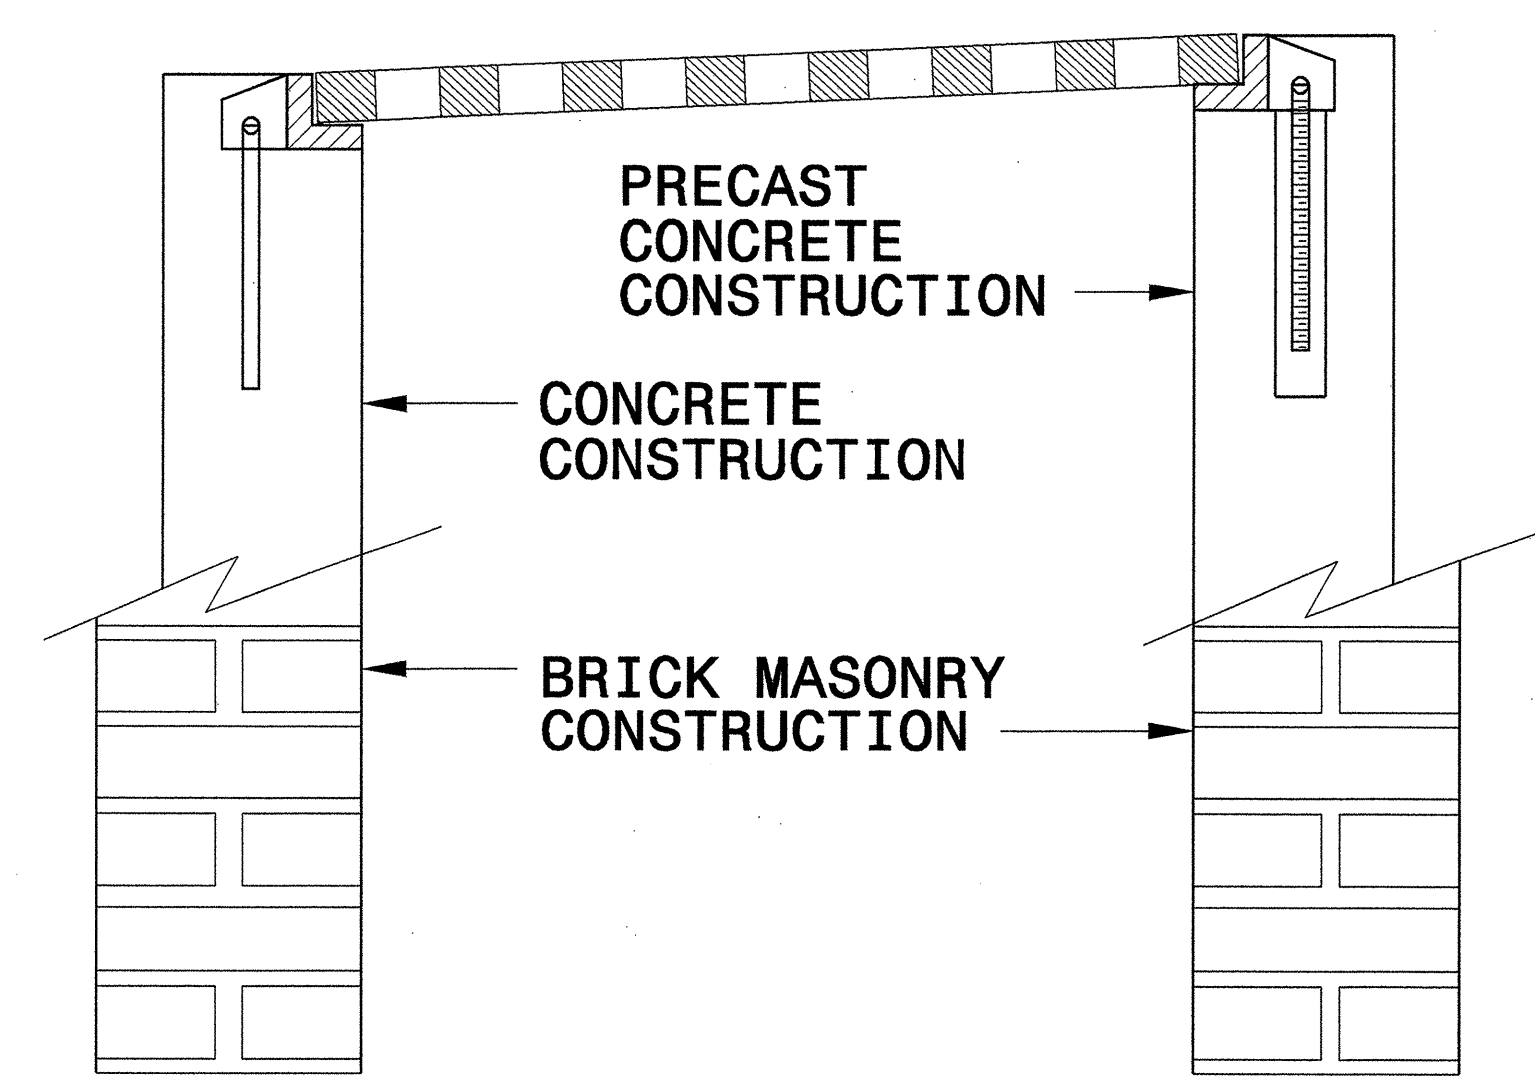 PRECAST
CONCRETE
CONSTRUCTION
CONCRETE
CONSTRUCTION
BRICK MASONRY
CONSTRUCTION